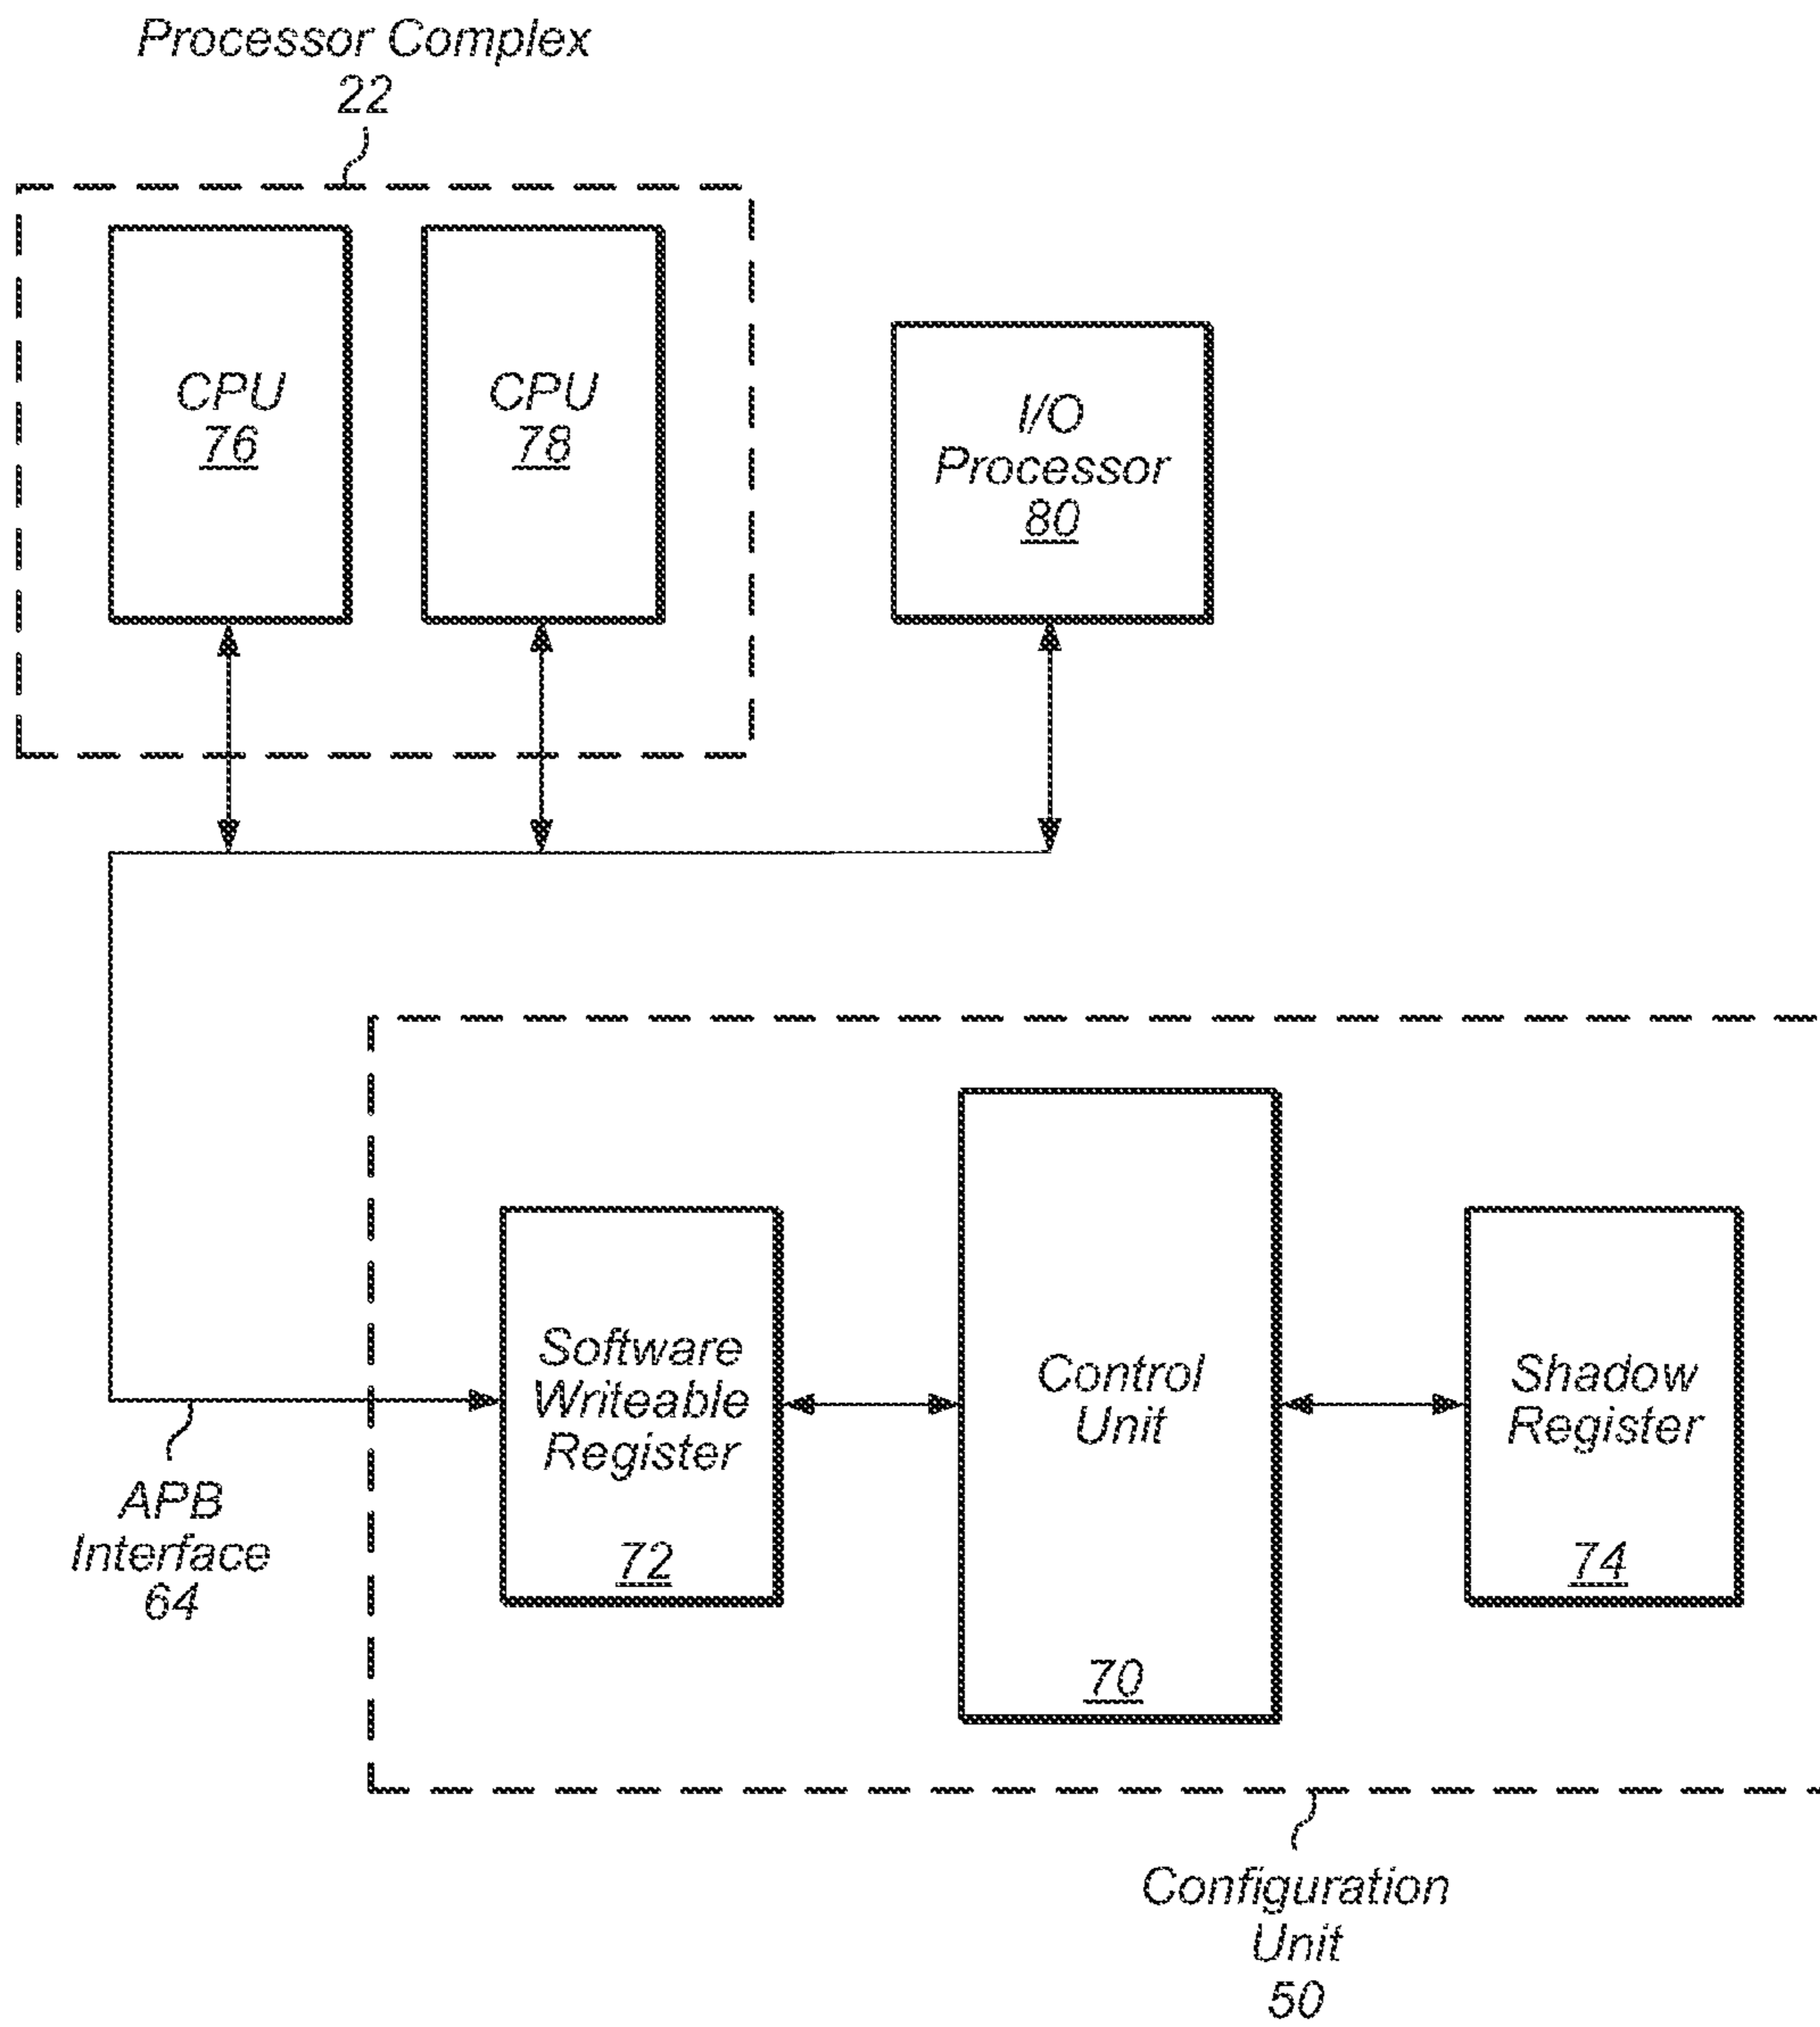 Processor Complex
22
CPU
76
CPU
78
I/O
Processor
80
Software
Writeable
Register
72
Control
Unit
70
Shadow
Register
74
APB
Interface
64
Configuration
Unit
50